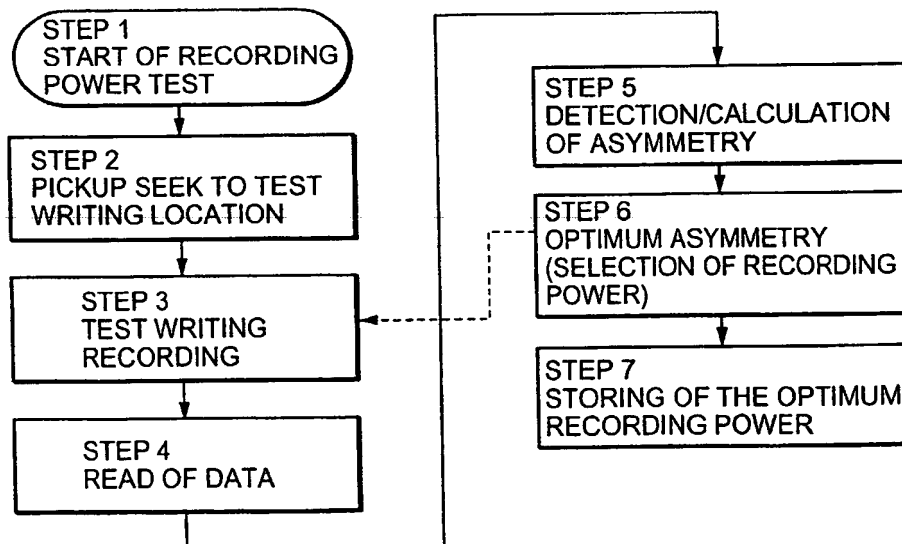 STEP 1
START OF RECORDING
POWER TEST
STEP 2
PICKUP SEEK TO TEST
WRITING LOCATION
STEP 3
TEST WRITING
RECORDING
STEP 4
READ OF DATA
STEP 5
DETECTION/CALCULATION
OF ASYMMETRY
STEP 6
OPTIMUM ASYMMETRY
(SELECTION OF RECORDING
POWER)
STEP 7
STORING OF THE OPTIMUM
RECORDING POWER